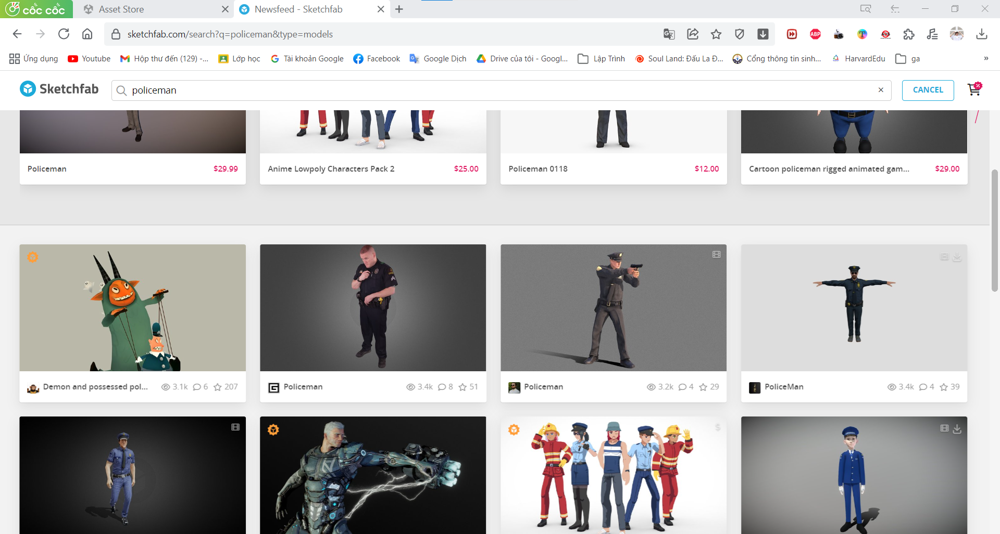 cốc cốc
Asset Store
Newsfeed - Sketchfab
sketchfab.com/search?q=policeman&type=models
ABP
T
ADS
Ứng dụng
Youtube
Hộp thư đến (129) -...
Lớp học
Tài khoản Google
Facebook
Google Dịch
Drive của tôi - Googl...
Lập Trình
Soul Land: Đấu La Đ...
Cổng thông tin sinh...
HarvardEdu
ga
»
Sketchfab
policeman
CANCEL
Policeman $29.99
Anime Lowpoly Characters Pack 2 $25.00
Policeman 0118 $12.00
Cartoon policeman rigged animated gam... $29.00
Demon and possessed pol... 3.1k 6 207
Policeman 3.4k 8 51
Policeman 3.2k 4 29
PoliceMan 3.4k 4 39
$